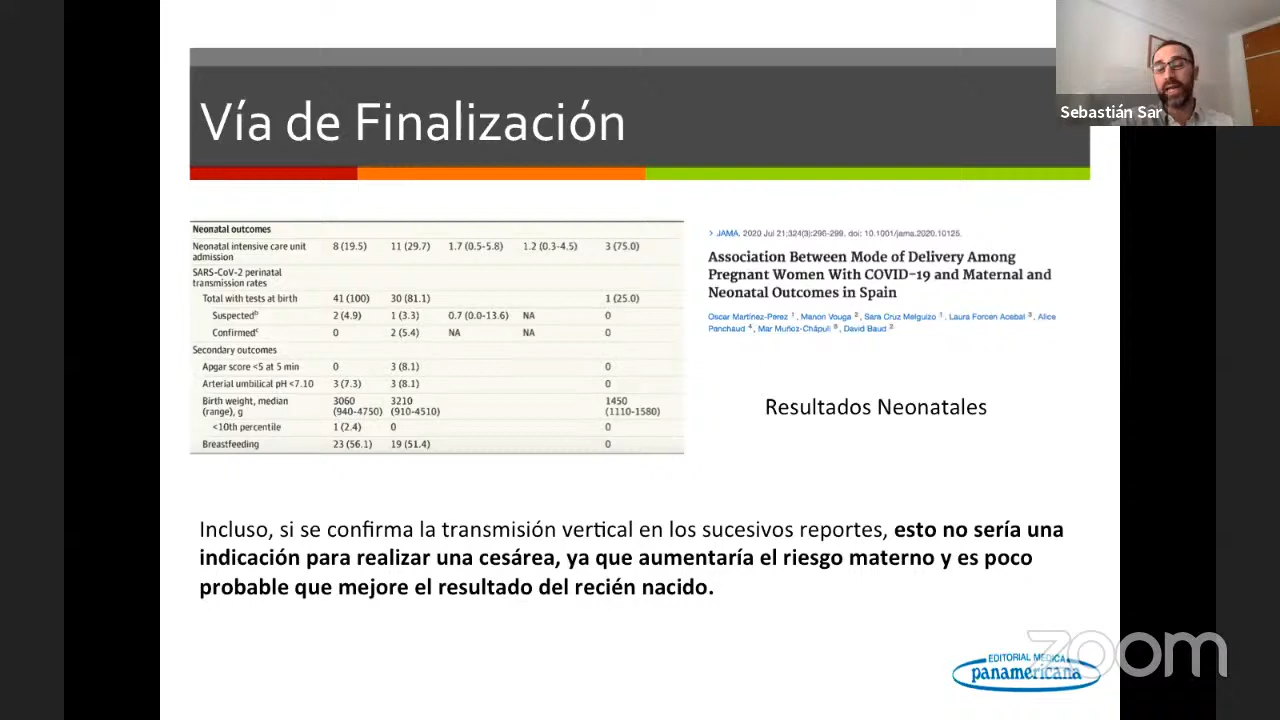 Vía de Finalización
Sebastián Sar
Neonatal outcomes
Neonatal intensive care unit admission 8 (19.5) 11 (29.7) 1.7 (0.5-5.8) 1.2 (0.3-4.5) 3 (75.0)
SARS-CoV-2 perinatal
transmission rates
Total with tests at birth 41 (100) 30 (81.1) 1 (25.0)
Suspectedb 2 (4.9) 1 (3.3) 0.7 (0.0-13.6) NA 0
Confirmedc 0 2 (5.4) NA NA 0
Secondary outcomes
Apgar score <5 at 5 min 0 3 (8.1) 0
Arterial umbilical pH <7.10 3 (7.3) 3 (8.1) 0
Birth weight, median 3060 3210 1450
(range), g (940-4750) (910-4510) (1110-1580)
<10th percentile 1 (2.4) 0 0
Breastfeeding 23 (56.1) 19 (51.4) 0
> JAMA. 2020 Jul 21;324(3):296-299. doi: 10.1001/jama.2020.10125.
Association Between Mode of Delivery Among
Pregnant Women With COVID-19 and Maternal and
Neonatal Outcomes in Spain
Oscar Martínez-Perez 1, Manon Vouga 2, Sara Cruz Melguizo 1, Laura Forcen Acebal 3, Alice
Panchaud 4, Mar Muñoz-Chápuli 5, David Baud 2
Resultados Neonatales
Incluso, si se confirma la transmisión vertical en los sucesivos reportes, esto no sería una
indicación para realizar una cesárea, ya que aumentaría el riesgo materno y es poco
probable que mejore el resultado del recién nacido.
EDITORIAL MEDICA
panamericana
zoom